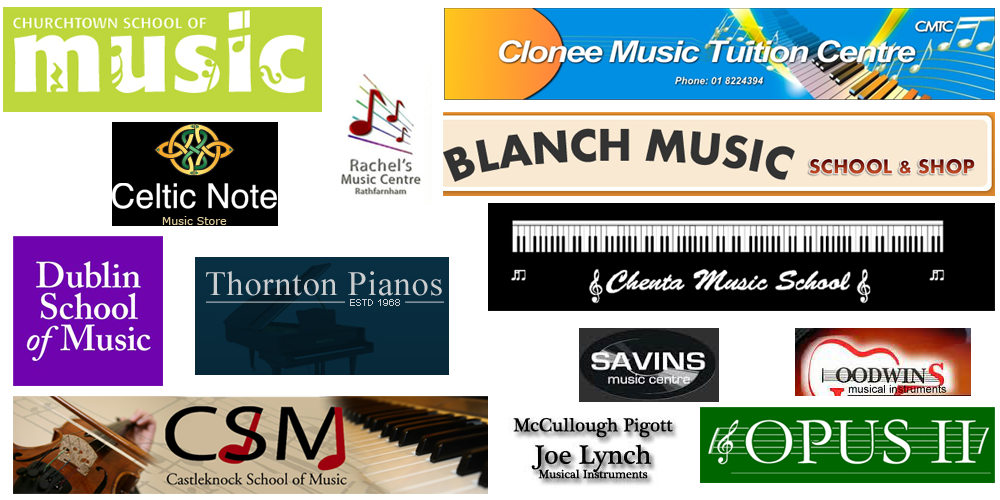 CHURCHTOWN SCHOOL OF
music
CMTC
Clonee Music Tuition Centre
Phone: 01 8224394
Rachel's
Music Centre
Rathfarnham
BLANCH MUSIC SCHOOL & SHOP
Celtic Note
Music Store
Chenta Music School
Dublin
School
of Music
Thornton Pianos
ESTD 1968
SAVINS
music centre
GOODWINS
musical instruments
CSM
Castleknock School of Music
McCullough Pigott
Joe Lynch
Musical Instruments
OPUS II